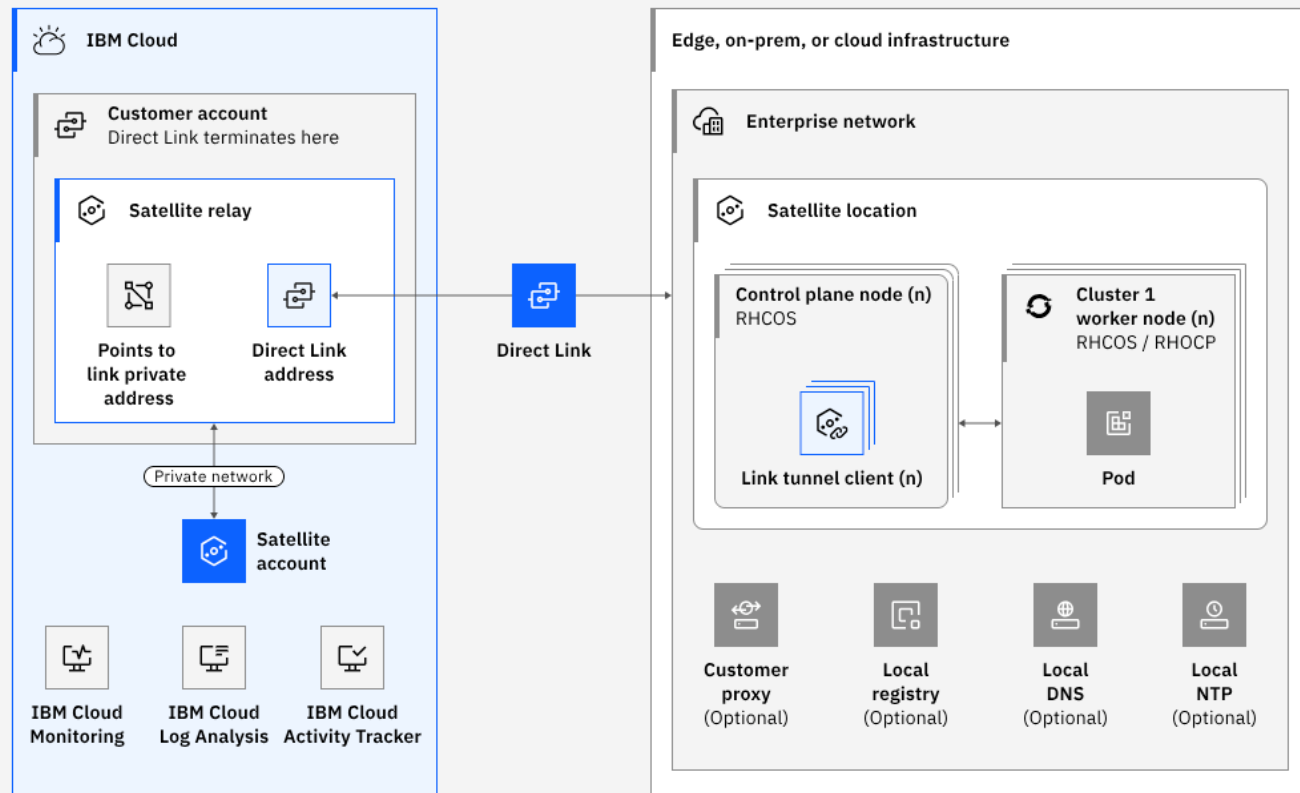 IBM Cloud
Customer account
Direct Link terminates here
Satellite relay
Points to
link private
address
Direct Link
address
Private network
Satellite
account
IBM Cloud
Monitoring
IBM Cloud
Log Analysis
IBM Cloud
Activity Tracker
Direct Link
Edge, on-prem, or cloud infrastructure
Enterprise network
Satellite location
Control plane node (n)
RHCOS
Link tunnel client (n)
Cluster 1
worker node (n)
RHCOS / RHOCP
Pod
Customer
proxy
(Optional)
Local
registry
(Optional)
Local
DNS
(Optional)
Local
NTP
(Optional)